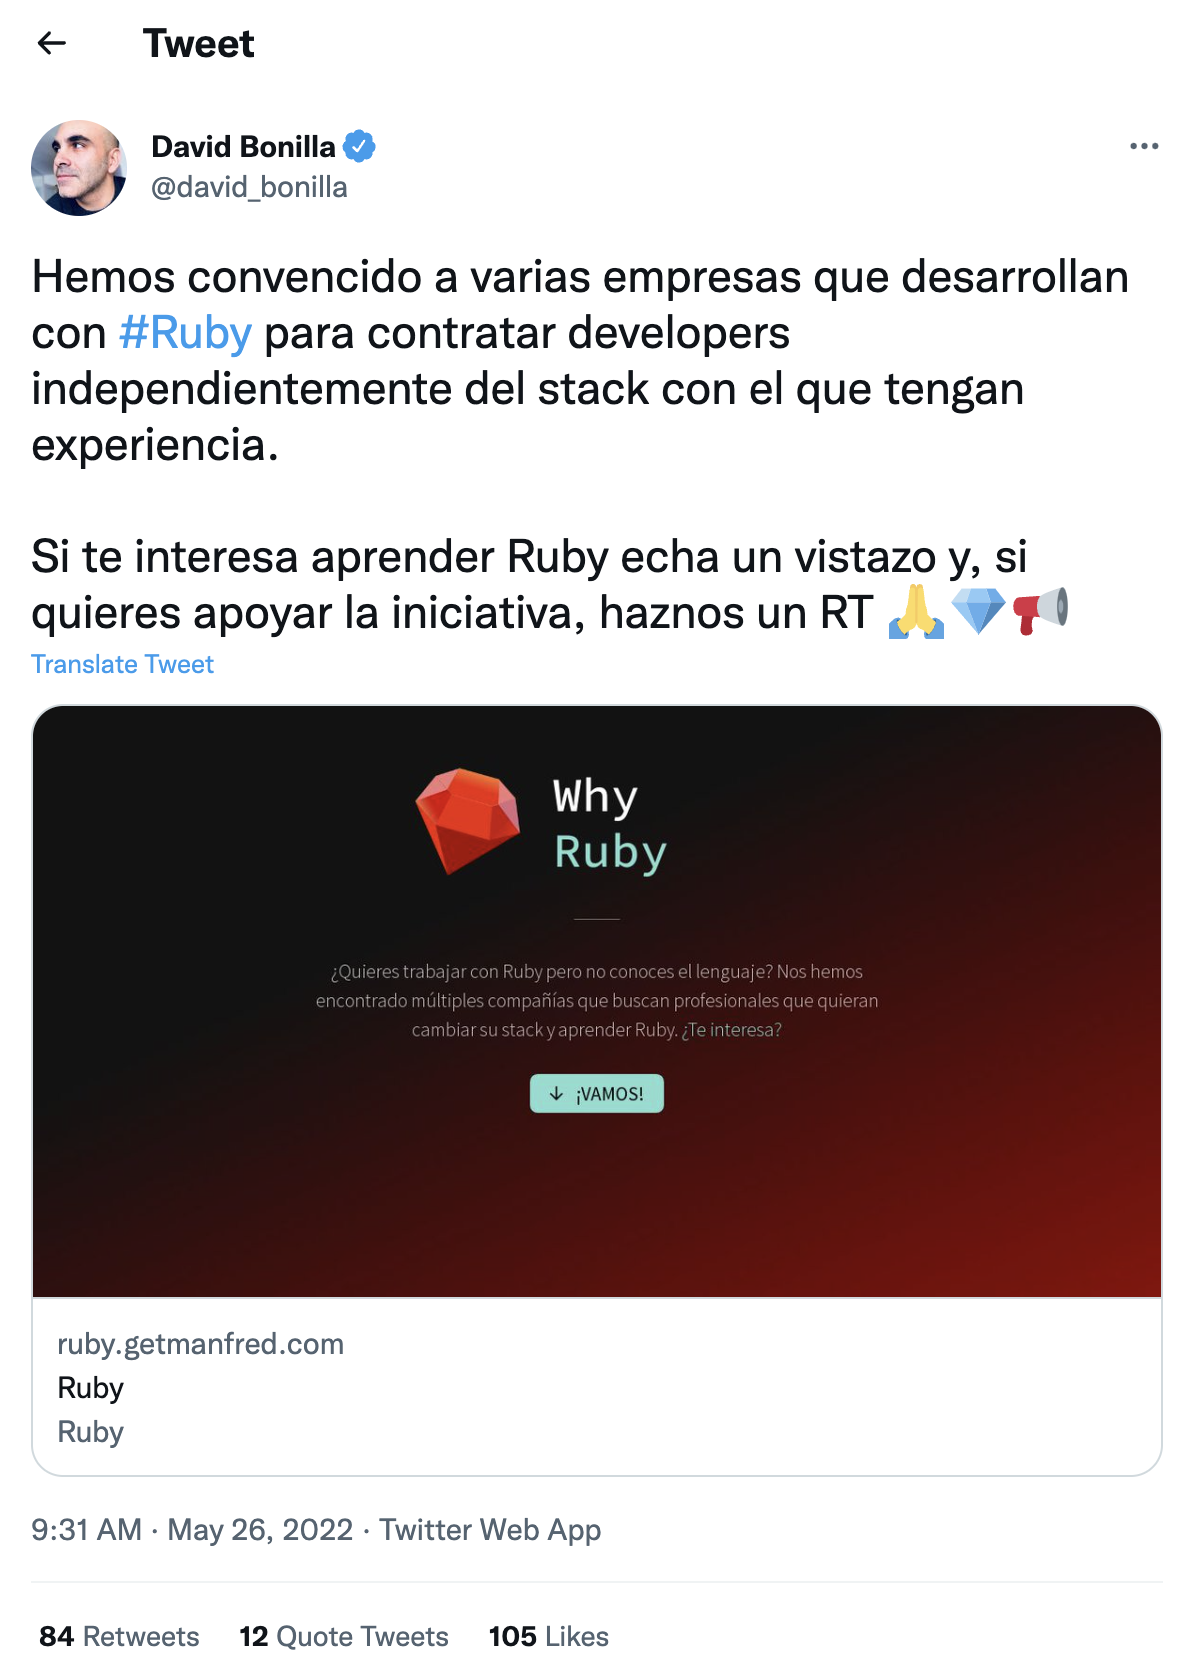 Tweet
David Bonilla
@david_bonilla
Hemos convencido a varias empresas que desarrollan
con #Ruby para contratar developers
independientemente del stack con el que tengan
experiencia.
Si te interesa aprender Ruby echa un vistazo y, si
quieres apoyar la iniciativa, haznos un RT 🙏💎📢
Translate Tweet
Why
Ruby
¿Quieres trabajar con Ruby pero no conoces el lenguaje? Nos hemos
encontrado múltiples compañías que buscan profesionales que quieran
cambiar su stack y aprender Ruby. ¿Te interesa?
↓ ¡VAMOS!
ruby.getmanfred.com
Ruby
Ruby
9:31 AM · May 26, 2022 · Twitter Web App
84 Retweets 12 Quote Tweets 105 Likes